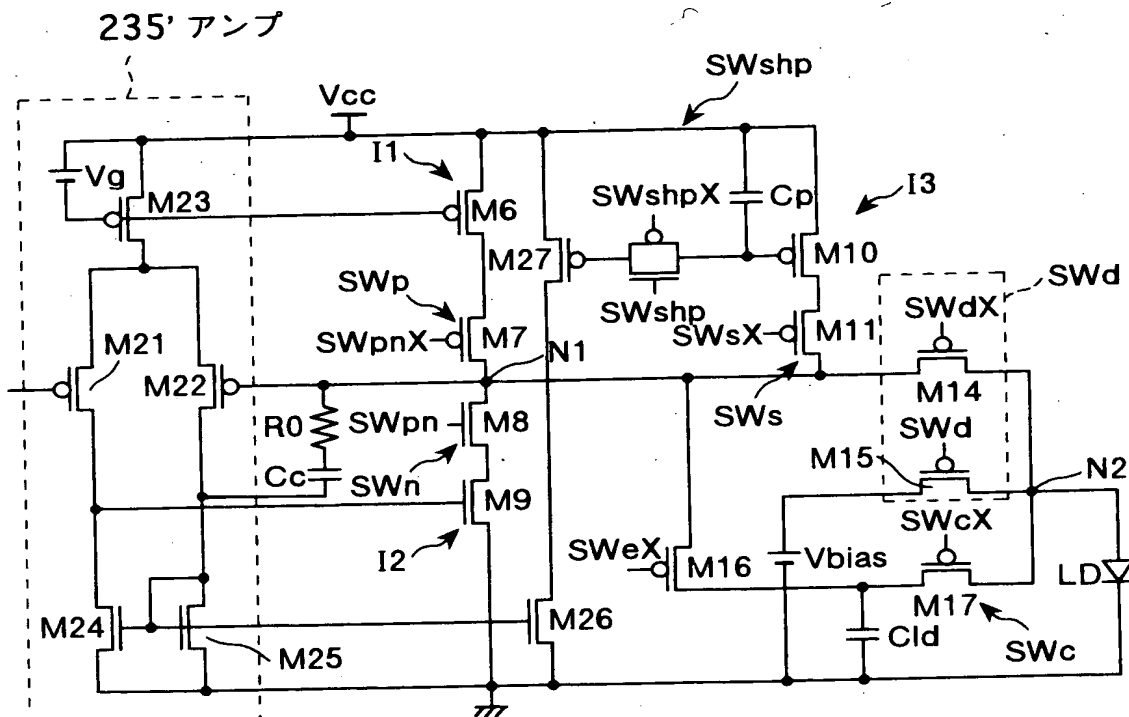 235' アンプ
SWshp
Vcc
I1
Vg
M23
M6
SWshpX
Cp
I3
M27
M10
SWp
SWshp
SWd
SWdX
M21
SWpnX
M7
N1
SWsX
M11
M22
M14
R0
SWpn
M8
SWs
SWd
Cc
SWn
M15
N2
M9
SWcX
I2
SWeX
M16
Vbias
LD
M24
M26
M17
Cld
M25
SWc